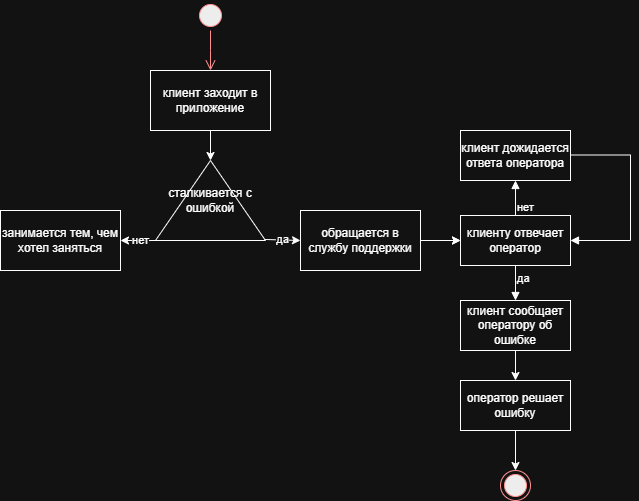 клиент заходит в
приложение
сталкивается с
ошибкой
нет
да
занимается тем, чем
хотел заняться
обращается в
службу поддержки
клиент дожидается
ответа оператора
нет
клиенту отвечает
оператор
да
клиент сообщает
оператору об
ошибке
оператор решает
ошибку